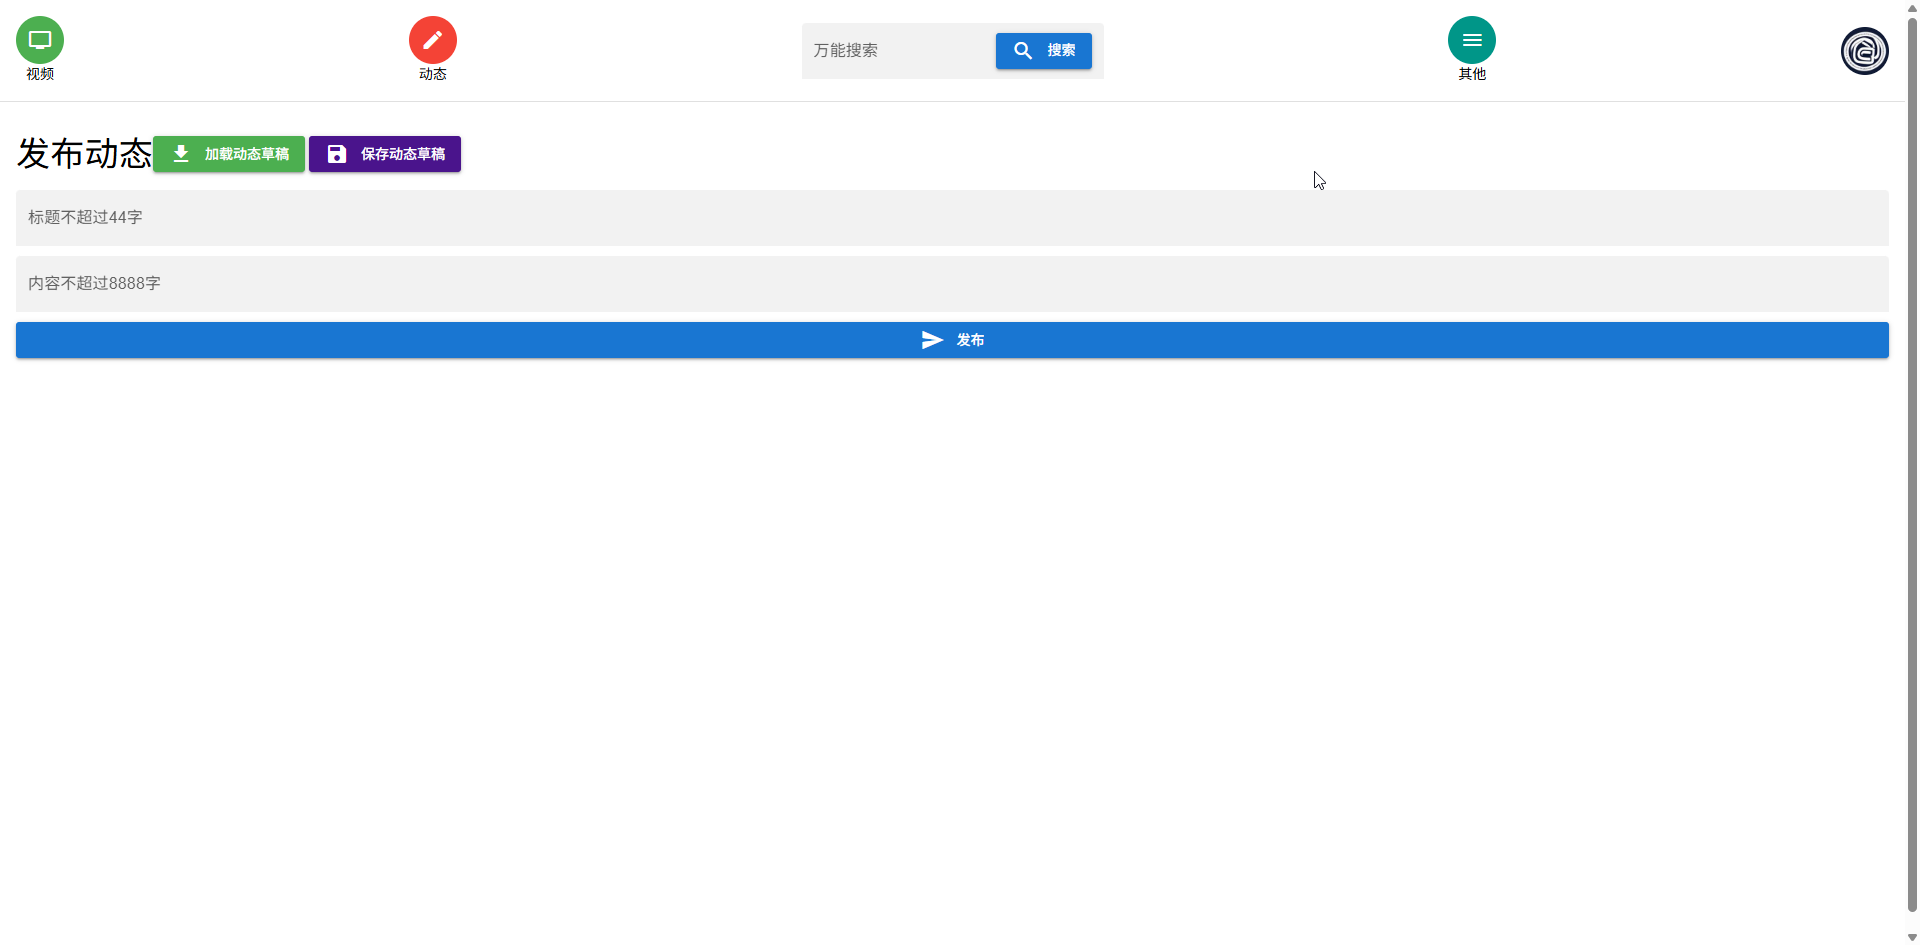 视频
动态
万能搜索
搜索
其他
发布动态
加载动态草稿
保存动态草稿
标题不超过44字
内容不超过8888字
发布